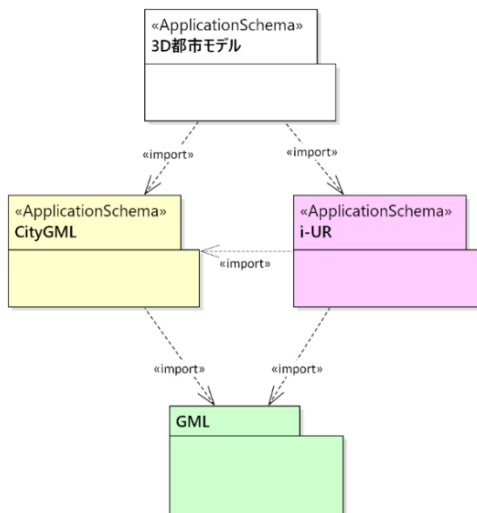 «ApplicationSchema»
3D都市モデル
«import»
«import»
«ApplicationSchema»
CityGML
«ApplicationSchema»
i-UR
«import»
«import»
«import»
GML